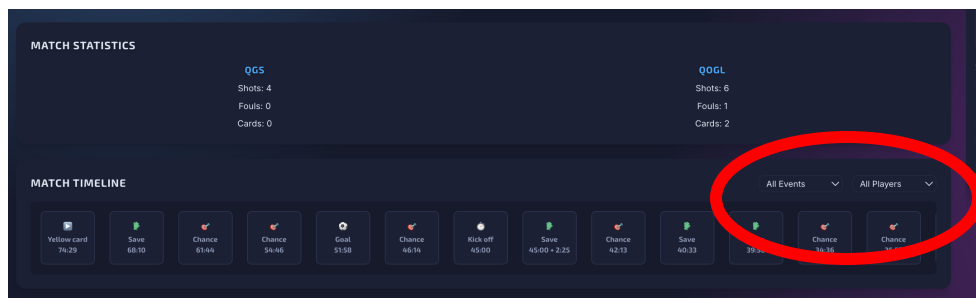 MATCH STATISTICS
QGS
Shots: 4
Fouls: 0
Cards: 0
QOGL
Shots: 6
Fouls: 1
Cards: 2
MATCH TIMELINE
All Events
All Players
Yellow card
74:29
Save
68:10
Chance
61:44
Chance
54:46
Goal
51:58
Chance
46:14
Kick off
45:00
Save
45:00 + 2:25
Chance
42:13
Save
40:33
Chance
34:36
Chance